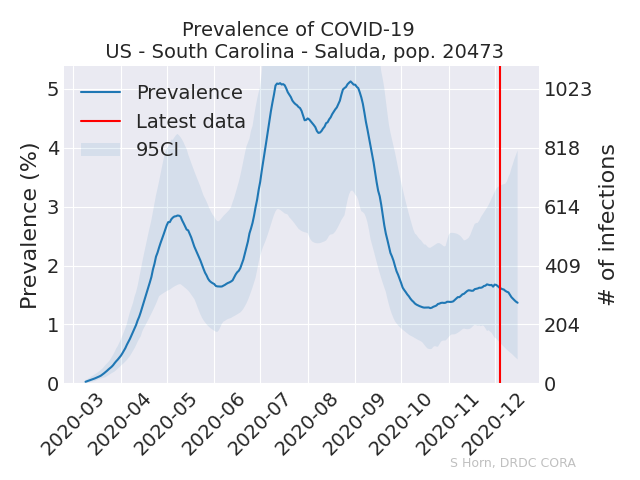 Prevalence of COVID-19
US - South Carolina - Saluda, pop. 20473
Prevalence
Latest data
95CI
Prevalence (%)
5
4
3
2
1
0
1023
818
614
409
204
0
# of infections
2020-03
2020-04
2020-05
2020-06
2020-07
2020-08
2020-09
2020-10
2020-11
2020-12
S Horn, DRDC CORA